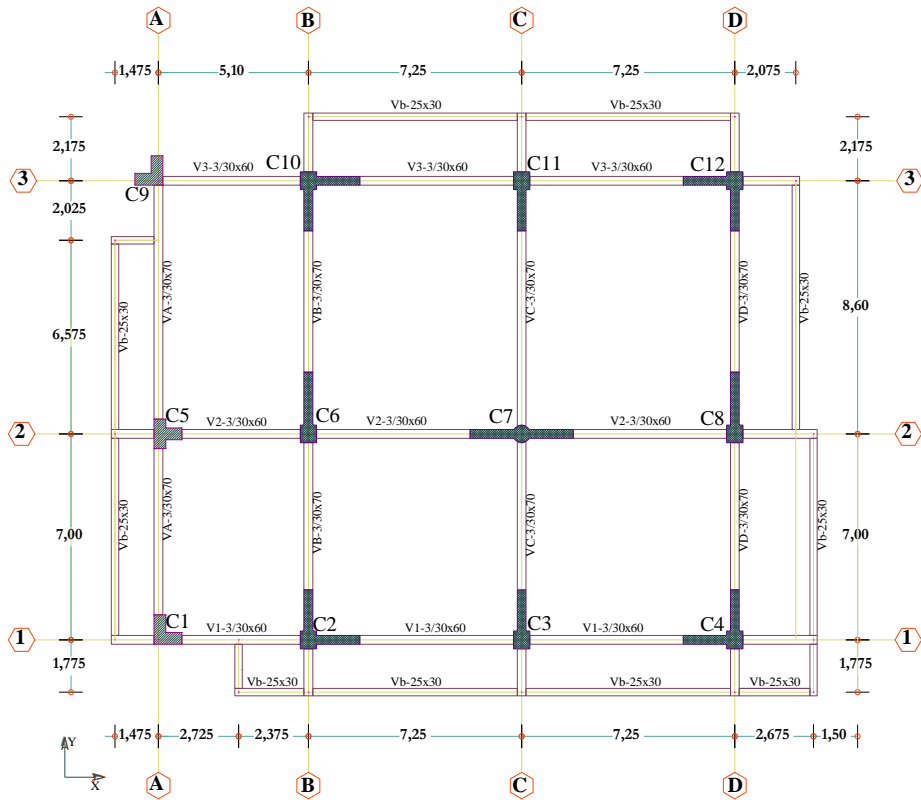 A B C D
1,475 5,10 7,25 7,25 2,075
Vb-25x30 Vb-25x30
2,175 2,175
C10 C11 C12
V3-3/30x60 V3-3/30x60 V3-3/30x60
3 3
C9
2,025
VA-3/30x70 VB-3/30x70 VC-3/30x70 VD-3/30x70
Vb-25x30 Vb-25x30
6,575 8,60
C5 C6 C7 C8
V2-3/30x60 V2-3/30x60 V2-3/30x60
2 2
Vb-25x30 VA-3/30x70 VB-3/30x70 VC-3/30x70 VD-3/30x70 Vb-25x30
7,00 7,00
C1 C2 C3 C4
V1-3/30x60 V1-3/30x60 V1-3/30x60
1 1
1,775 1,775
Vb-25x30 Vb-25x30 Vb-25x30 Vb-25x30
1,475 2,725 2,375 7,25 7,25 2,675 1,50
Y
X
A B C D